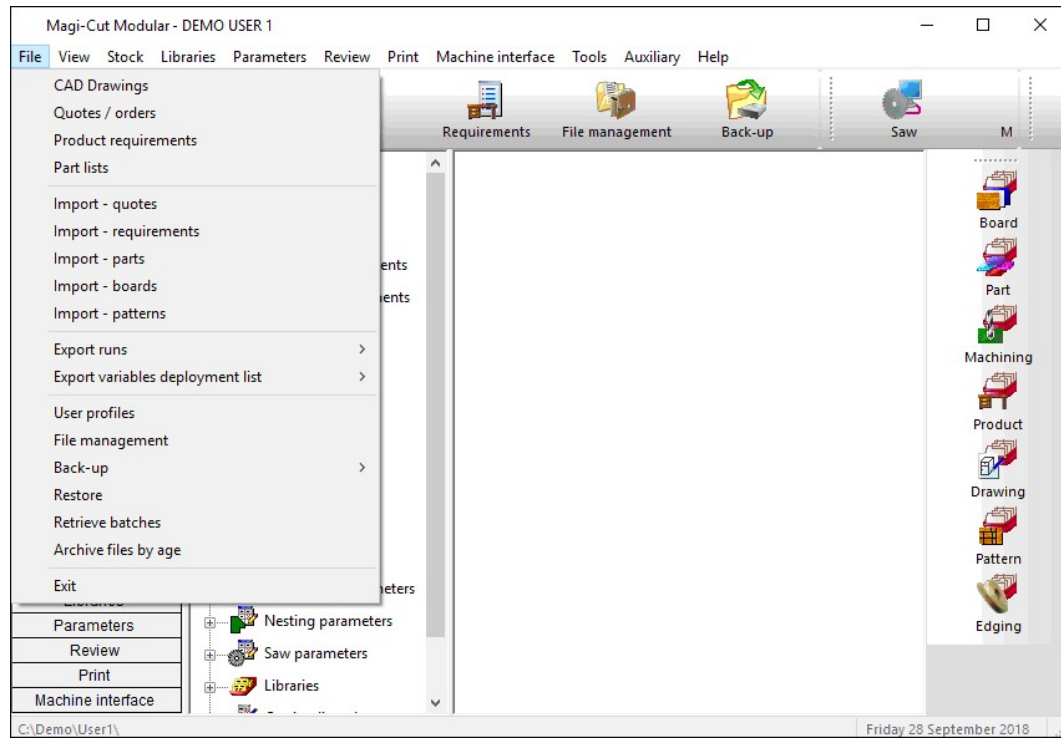 Magi-Cut Modular - DEMO USER 1
File View Stock Libraries Parameters Review Print Machine interface Tools Auxiliary Help
CAD Drawings
Quotes / orders
Product requirements
Part lists
Import - quotes
Import - requirements
Import - parts
Import - boards
Import - patterns
Export runs
Export variables deployment list
User profiles
File management
Back-up
Restore
Retrieve batches
Archive files by age
Exit
Requirements File management Back-up Saw M
ents
ents
neters
Nesting parameters
Saw parameters
Libraries
Libraries
Parameters
Review
Print
Machine interface
Board
Part
Machining
Product
Drawing
Pattern
Edging
C:\Demo\User1\ Friday 28 September 2018